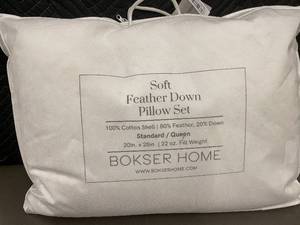 Soft
Feather Down
Pillow Set
100% Cotton Shell | 80% Feather, 20% Down
Standard / Queen
20in. x 28in. | 22 oz. Fill Weight
BOKSER HOME
WWW.BOKSERHOME.COM